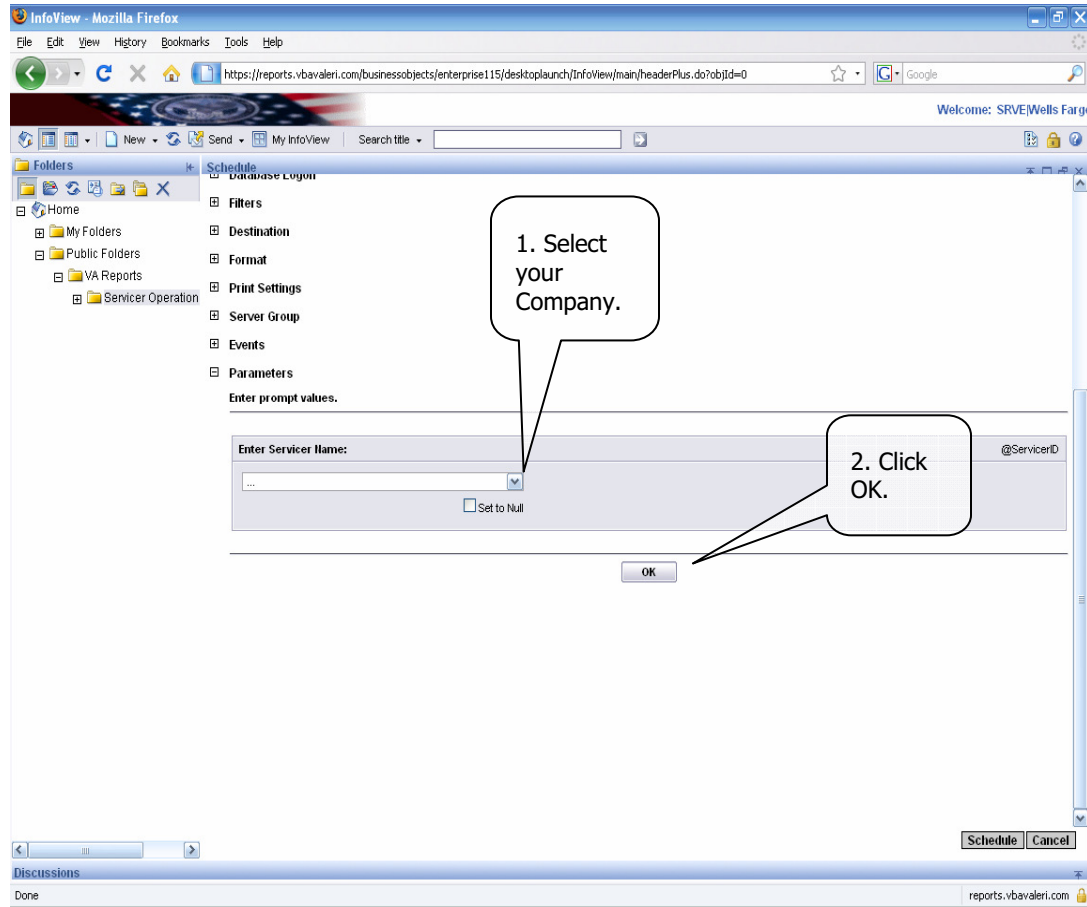 InfoView - Mozilla Firefox
File Edit View History Bookmarks Tools Help
https://reports.vbavaleri.com/businessobjects/enterprise115/desktoplaunch/InfoView/main/headerPlus.do?objId=0
G Google
Welcome: SRVE|Wells Farg
New Send My InfoView Search title
Folders
Schedule
Database Logon
Home
My Folders
Public Folders
VA Reports
Servicer Operation
Filters
Destination
Format
Print Settings
Server Group
Events
Parameters
Enter prompt values.
1. Select
your
Company.
Enter Servicer Name:
@ServicerID
...
Set to Null
2. Click
OK.
OK
Schedule Cancel
Discussions
Done
reports.vbavaleri.com